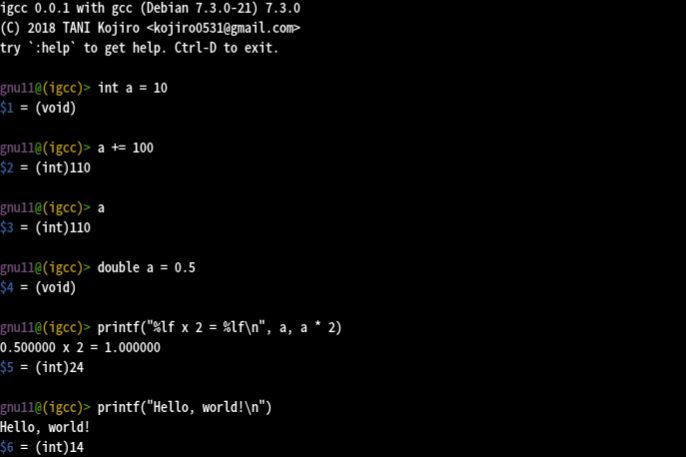 igcc 0.0.1 with gcc (Debian 7.3.0-21) 7.3.0
(C) 2018 TANI Kojiro <kojiro0531@gmail.com>
try `:help` to get help. Ctrl-D to exit.
gnu11@(igcc)> int a = 10
$1 = (void)
gnu11@(igcc)> a += 100
$2 = (int)110
gnu11@(igcc)> a
$3 = (int)110
gnu11@(igcc)> double a = 0.5
$4 = (void)
gnu11@(igcc)> printf("%lf x 2 = %lf\n", a, a * 2)
0.500000 x 2 = 1.000000
$5 = (int)24
gnu11@(igcc)> printf("Hello, world!\n")
Hello, world!
$6 = (int)14